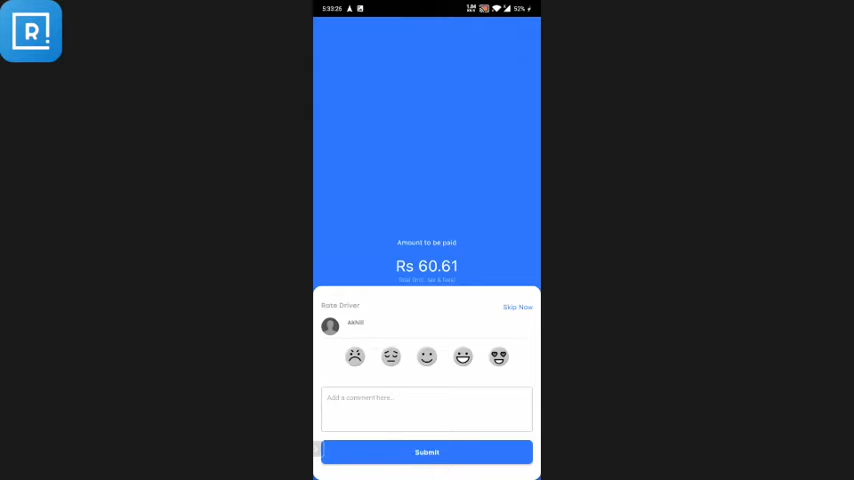 R.
5:33:26
52%
Amount to be paid
Rs 60.61
Rate Driver
Skip Now
Akhill
Add a comment here...
Submit